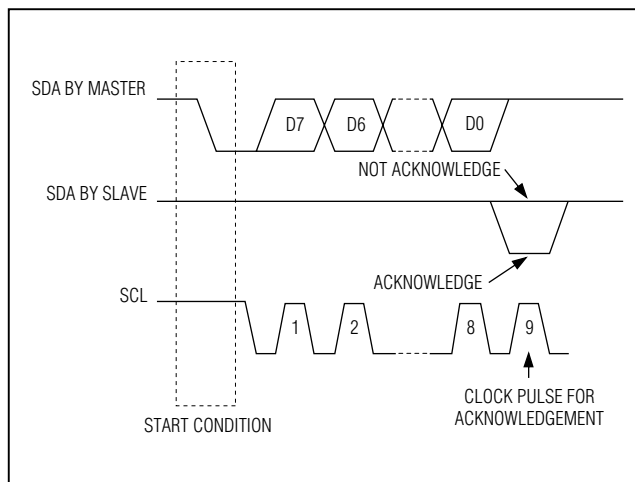 SDA BY MASTER
D7
D6
D0
NOT ACKNOWLEDGE
SDA BY SLAVE
ACKNOWLEDGE
SCL
1
2
8
9
CLOCK PULSE FOR
ACKNOWLEDGEMENT
START CONDITION